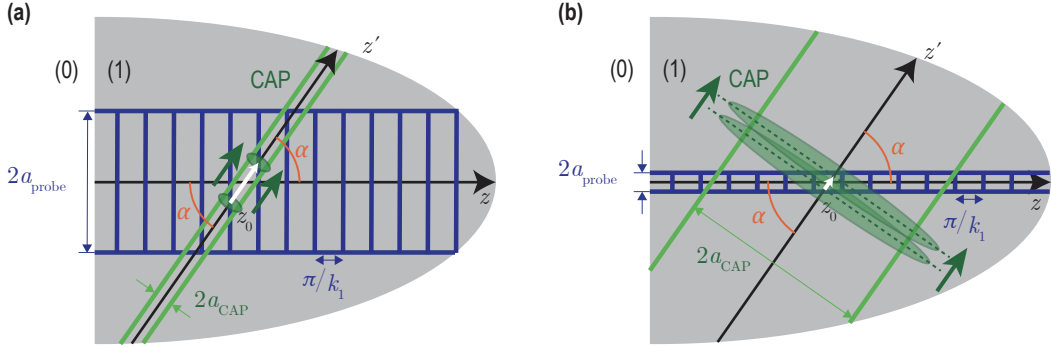 (a)
(0)
(1)
CAP
z′
α
2a_probe
α
z_0
z
π/k_1
2a_CAP
(b)
(0)
(1)
CAP
z′
α
2a_probe
α
z_0
z
π/k_1
2a_CAP